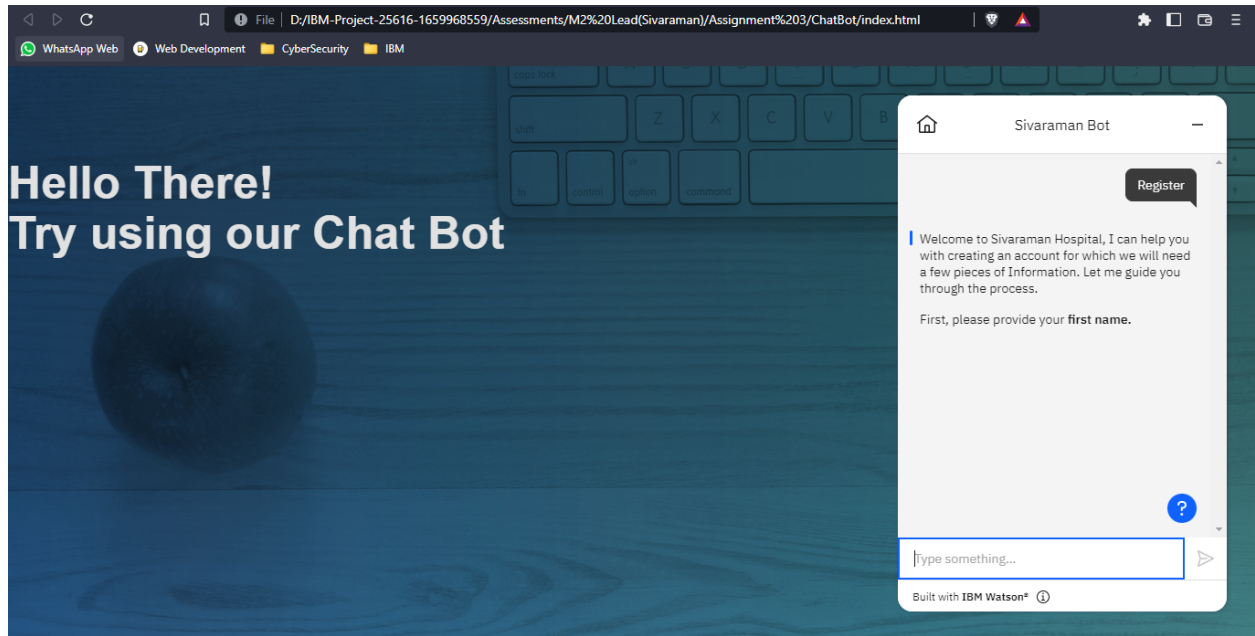 File | D:/IBM-Project-25616-1659968559/Assessments/M2%20Lead(Sivaraman)/Assignment%203/ChatBot/index.html
WhatsApp Web Web Development CyberSecurity IBM
caps lock
shift Z X C V B
fn control alt option command
Hello There!
Try using our Chat Bot
Sivaraman Bot
Register
Welcome to Sivaraman Hospital, I can help you
with creating an account for which we will need
a few pieces of Information. Let me guide you
through the process.
First, please provide your first name.
?
Type something...
Built with IBM Watson®